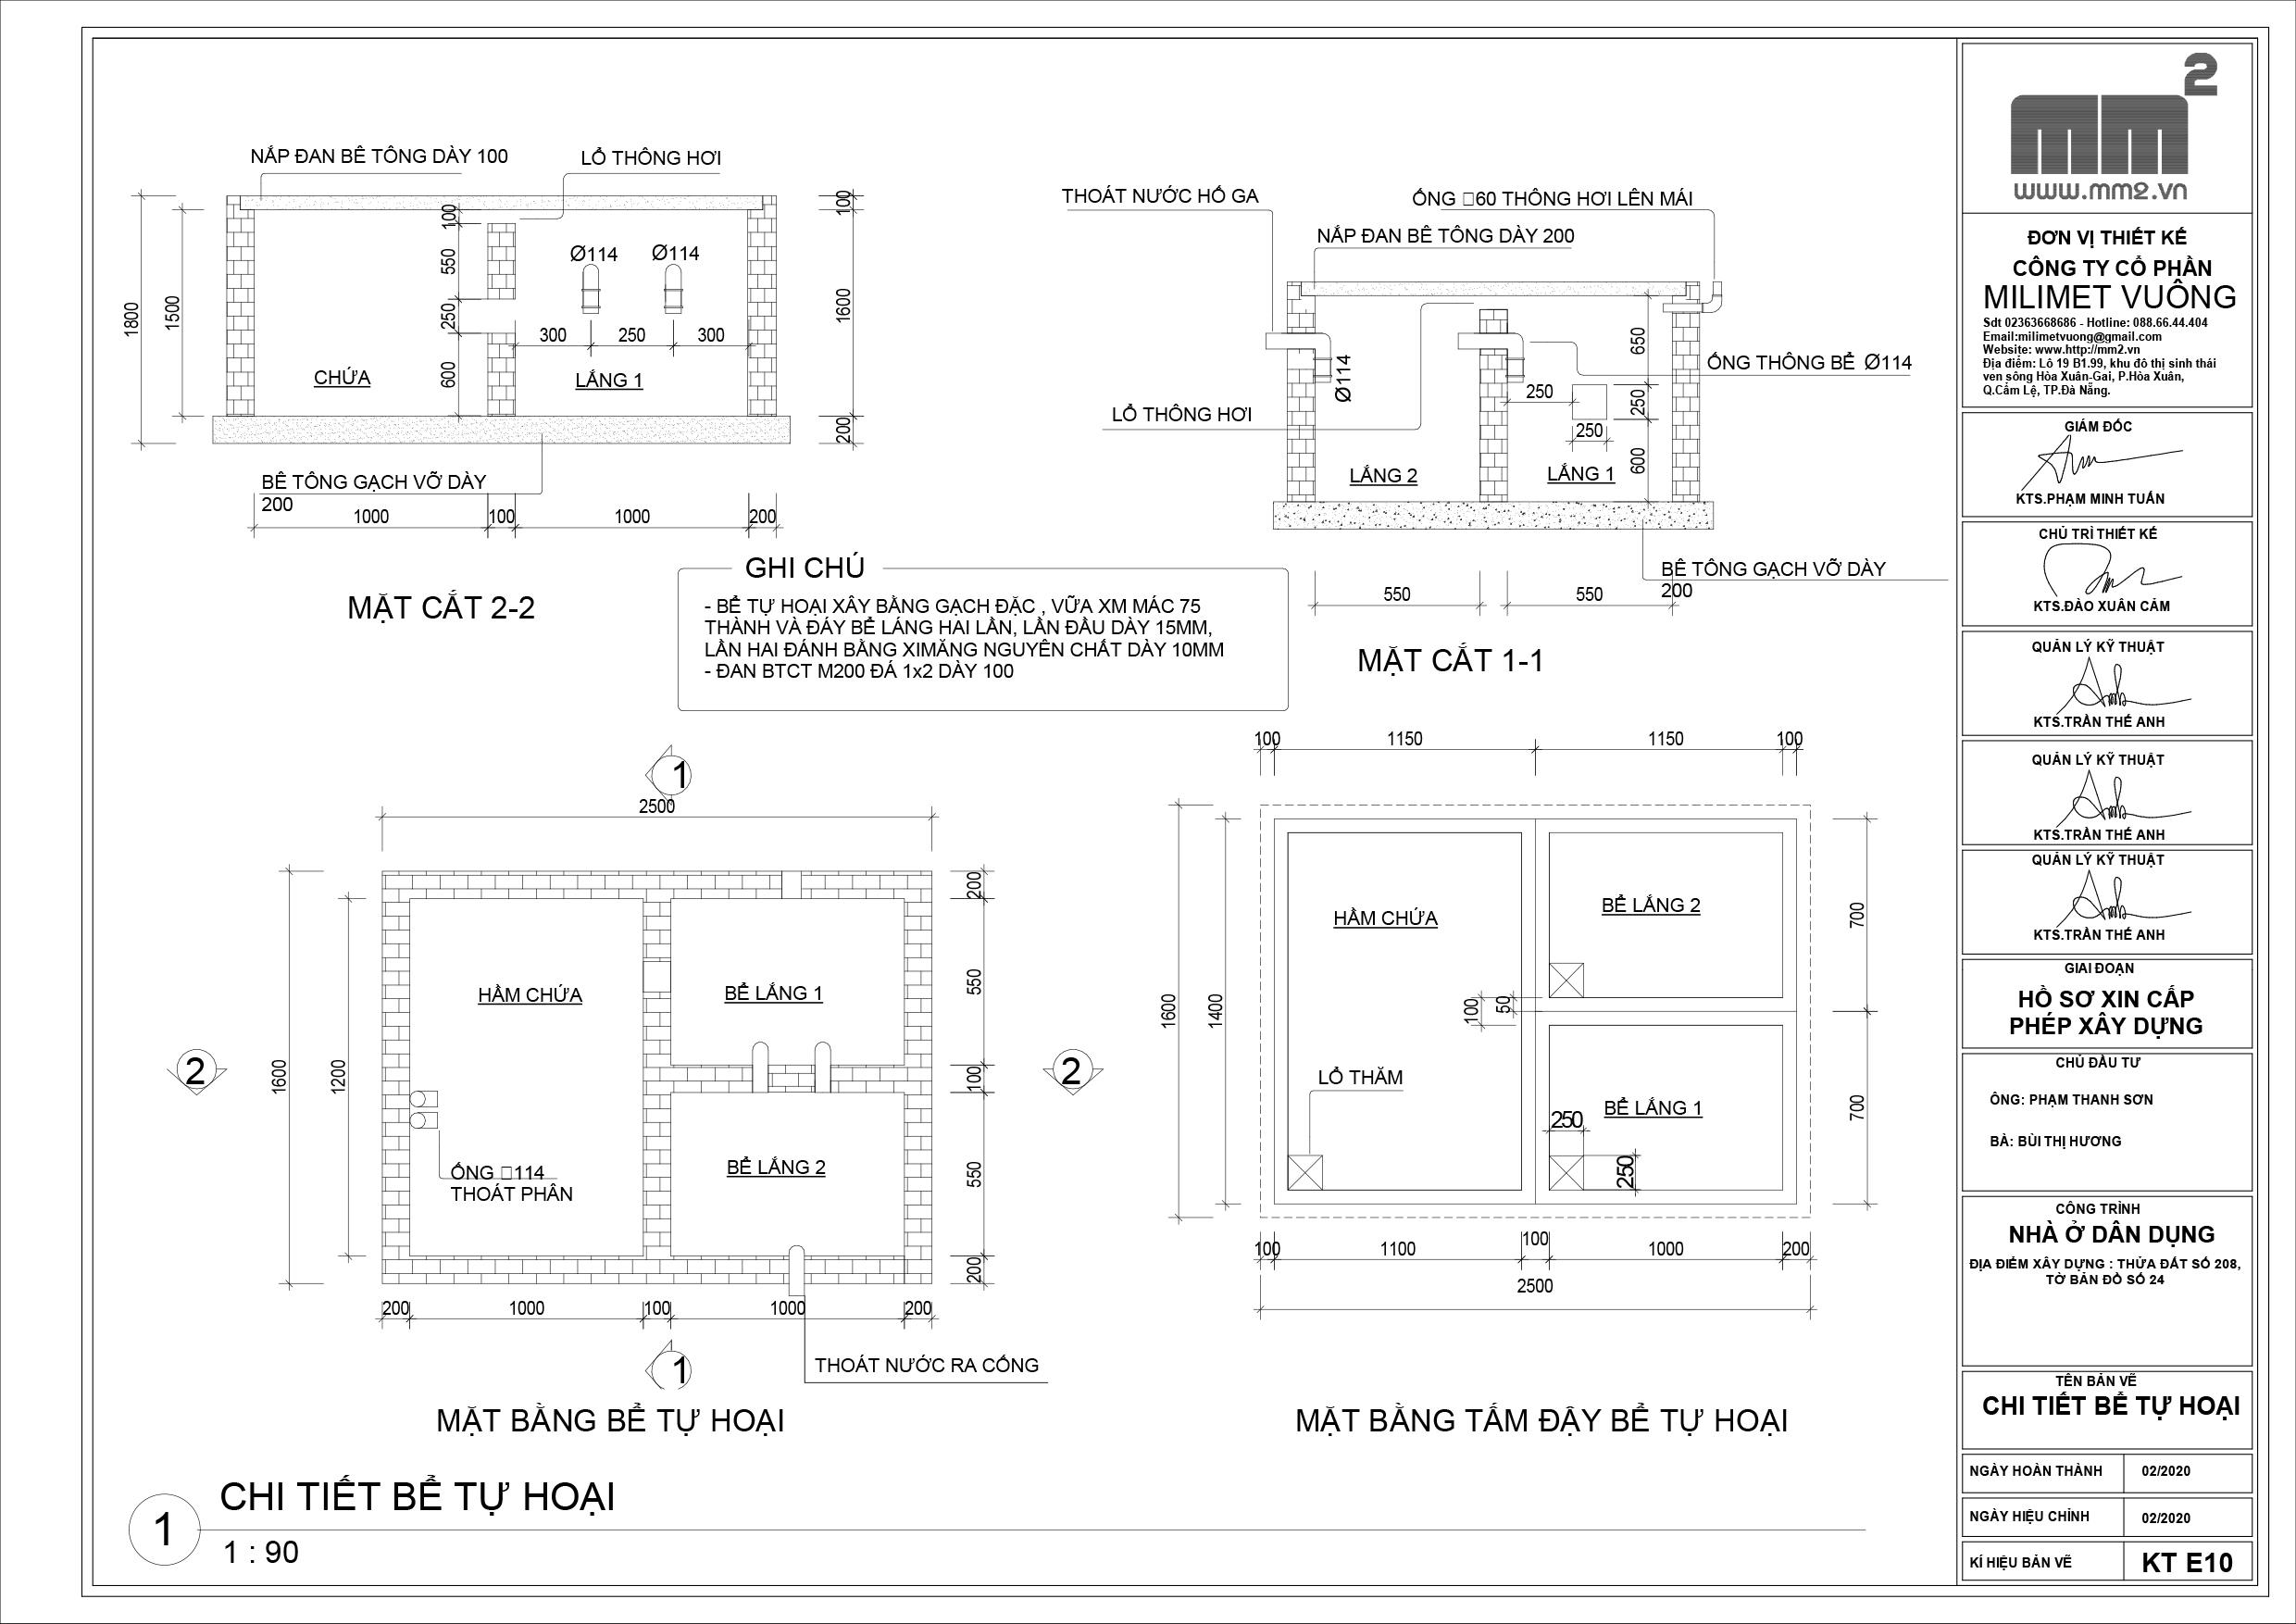 NẮP ĐAN BÊ TÔNG DÀY 100
LỔ THÔNG HƠI
1800
1500
100
550
250
600
Ø114
Ø114
300
250
300
CHỨA
LẮNG 1
100
1600
200
BÊ TÔNG GẠCH VỠ DÀY
200
1000
100
1000
200
MẶT CẮT 2-2
THOÁT NƯỚC HỐ GA
ỐNG □60 THÔNG HƠI LÊN MÁI
NẮP ĐAN BÊ TÔNG DÀY 200
Ø114
ỐNG THÔNG BỂ Ø114
LỔ THÔNG HƠI
650
250
250
250
600
LẮNG 2
LẮNG 1
BÊ TÔNG GẠCH VỠ DÀY
200
550
550
MẶT CẮT 1-1
GHI CHÚ
- BỂ TỰ HOẠI XÂY BẰNG GẠCH ĐẶC , VỮA XM MÁC 75
THÀNH VÀ ĐÁY BỂ LÁNG HAI LẦN, LẦN ĐẦU DÀY 15MM,
LẦN HAI ĐÁNH BẰNG XIMĂNG NGUYÊN CHẤT DÀY 10MM
- ĐAN BTCT M200 ĐÁ 1x2 DÀY 100
1
2500
2
1600
1200
HẦM CHỨA
BỂ LẮNG 1
BỂ LẮNG 2
ỐNG □114
THOÁT PHÂN
200
550
100
550
200
2
200
1000
100
1000
200
1
THOÁT NƯỚC RA CỐNG
MẶT BẰNG BỂ TỰ HOẠI
100
1150
1150
100
1600
1400
HẦM CHỨA
BỂ LẮNG 2
100
50
LỔ THĂM
250
BỂ LẮNG 1
250
700
700
100
1100
100
1000
200
2500
MẶT BẰNG TẤM ĐẬY BỂ TỰ HOẠI
1
CHI TIẾT BỂ TỰ HOẠI
1 : 90
mm2
www.mm2.vn
ĐƠN VỊ THIẾT KẾ
CÔNG TY CỔ PHẦN
MILIMET VUÔNG
Sdt 02363668686 - Hotline: 088.66.44.404
Email:milimetvuong@gmail.com
Website: www.http://mm2.vn
Địa điểm: Lô 19 B1.99, khu đô thị sinh thái
ven sông Hòa Xuân-Gai, P.Hòa Xuân,
Q.Cẩm Lệ, TP.Đà Nẵng.
GIÁM ĐỐC
KTS.PHẠM MINH TUẤN
CHỦ TRÌ THIẾT KẾ
KTS.ĐÀO XUÂN CẢM
QUẢN LÝ KỸ THUẬT
KTS.TRẦN THẾ ANH
QUẢN LÝ KỸ THUẬT
KTS.TRẦN THẾ ANH
QUẢN LÝ KỸ THUẬT
KTS.TRẦN THẾ ANH
GIAI ĐOẠN
HỒ SƠ XIN CẤP
PHÉP XÂY DỰNG
CHỦ ĐẦU TƯ
ÔNG: PHẠM THANH SƠN
BÀ: BÙI THỊ HƯƠNG
CÔNG TRÌNH
NHÀ Ở DÂN DỤNG
ĐỊA ĐIỂM XÂY DỰNG : THỬA ĐẤT SỐ 208,
TỜ BẢN ĐỒ SỐ 24
TÊN BẢN VẼ
CHI TIẾT BỂ TỰ HOẠI
NGÀY HOÀN THÀNH 02/2020
NGÀY HIỆU CHỈNH 02/2020
KÍ HIỆU BẢN VẼ KT E10